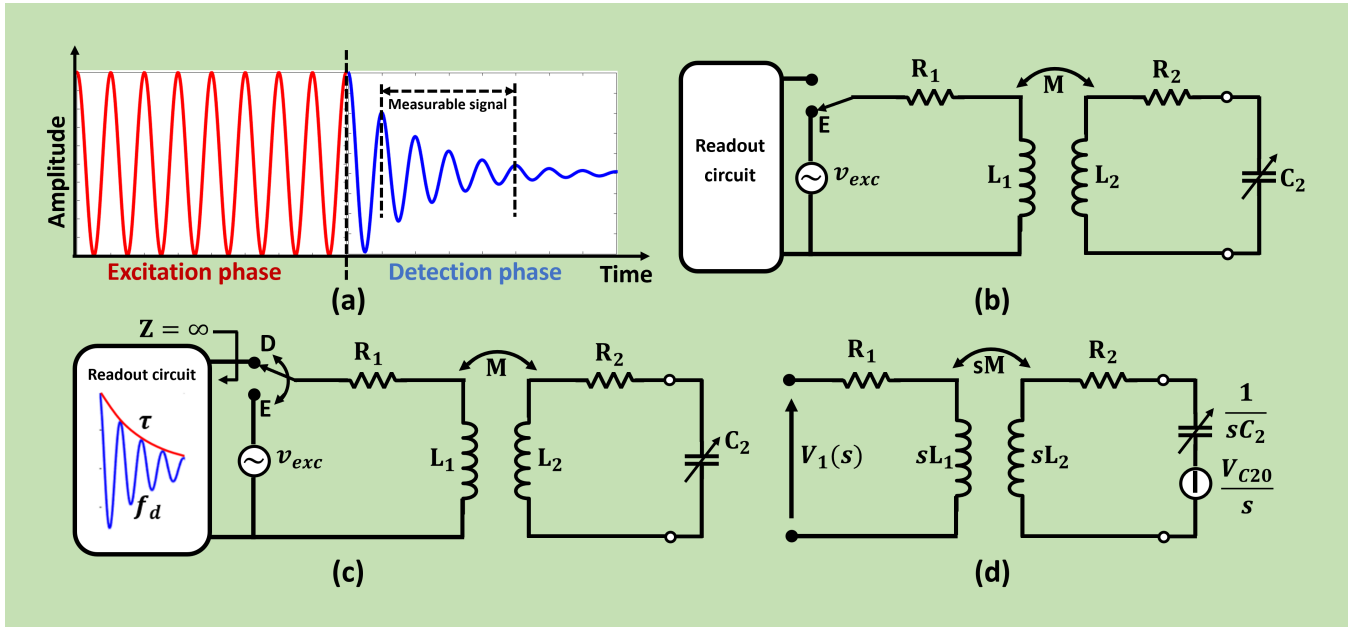 Amplitude
Measurable signal
Excitation phase
Detection phase
Time
(a)
Readout
circuit
E
v_exc
R₁
M
R₂
L₁
L₂
C₂
(b)
Z = ∞
Readout circuit
τ
f_d
D
E
v_exc
R₁
M
R₂
L₁
L₂
C₂
(c)
R₁
sM
R₂
V₁(s)
sL₁
sL₂
1
sC₂
V_C20
s
(d)